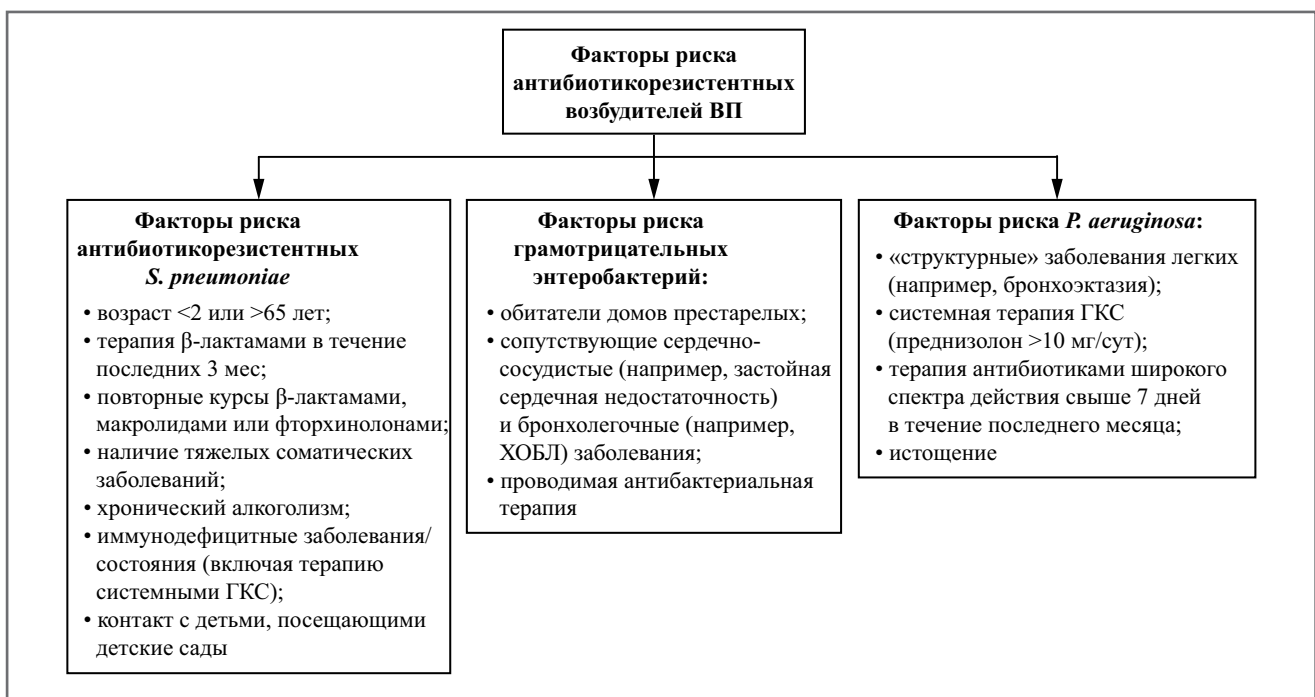 Факторы риска
антибиотикорезистентных
возбудителей ВП
Факторы риска
антибиотикорезистентных
S. pneumoniae
• возраст <2 или >65 лет;
• терапия β-лактамами в течение
последних 3 мес;
• повторные курсы β-лактамами,
макролидами или фторхинолонами;
• наличие тяжелых соматических
заболеваний;
• хронический алкоголизм;
• иммунодефицитные заболевания/
состояния (включая терапию
системными ГКС);
• контакт с детьми, посещающими
детские сады
Факторы риска
грамотрицательных
энтеробактерий:
• обитатели домов престарелых;
• сопутствующие сердечно-
сосудистые (например, застойная
сердечная недостаточность)
и бронхолегочные (например,
ХОБЛ) заболевания;
• проводимая антибактериальная
терапия
Факторы риска P. aeruginosa:
• «структурные» заболевания легких
(например, бронхоэктазия);
• системная терапия ГКС
(преднизолон >10 мг/сут);
• терапия антибиотиками широкого
спектра действия свыше 7 дней
в течение последнего месяца;
• истощение